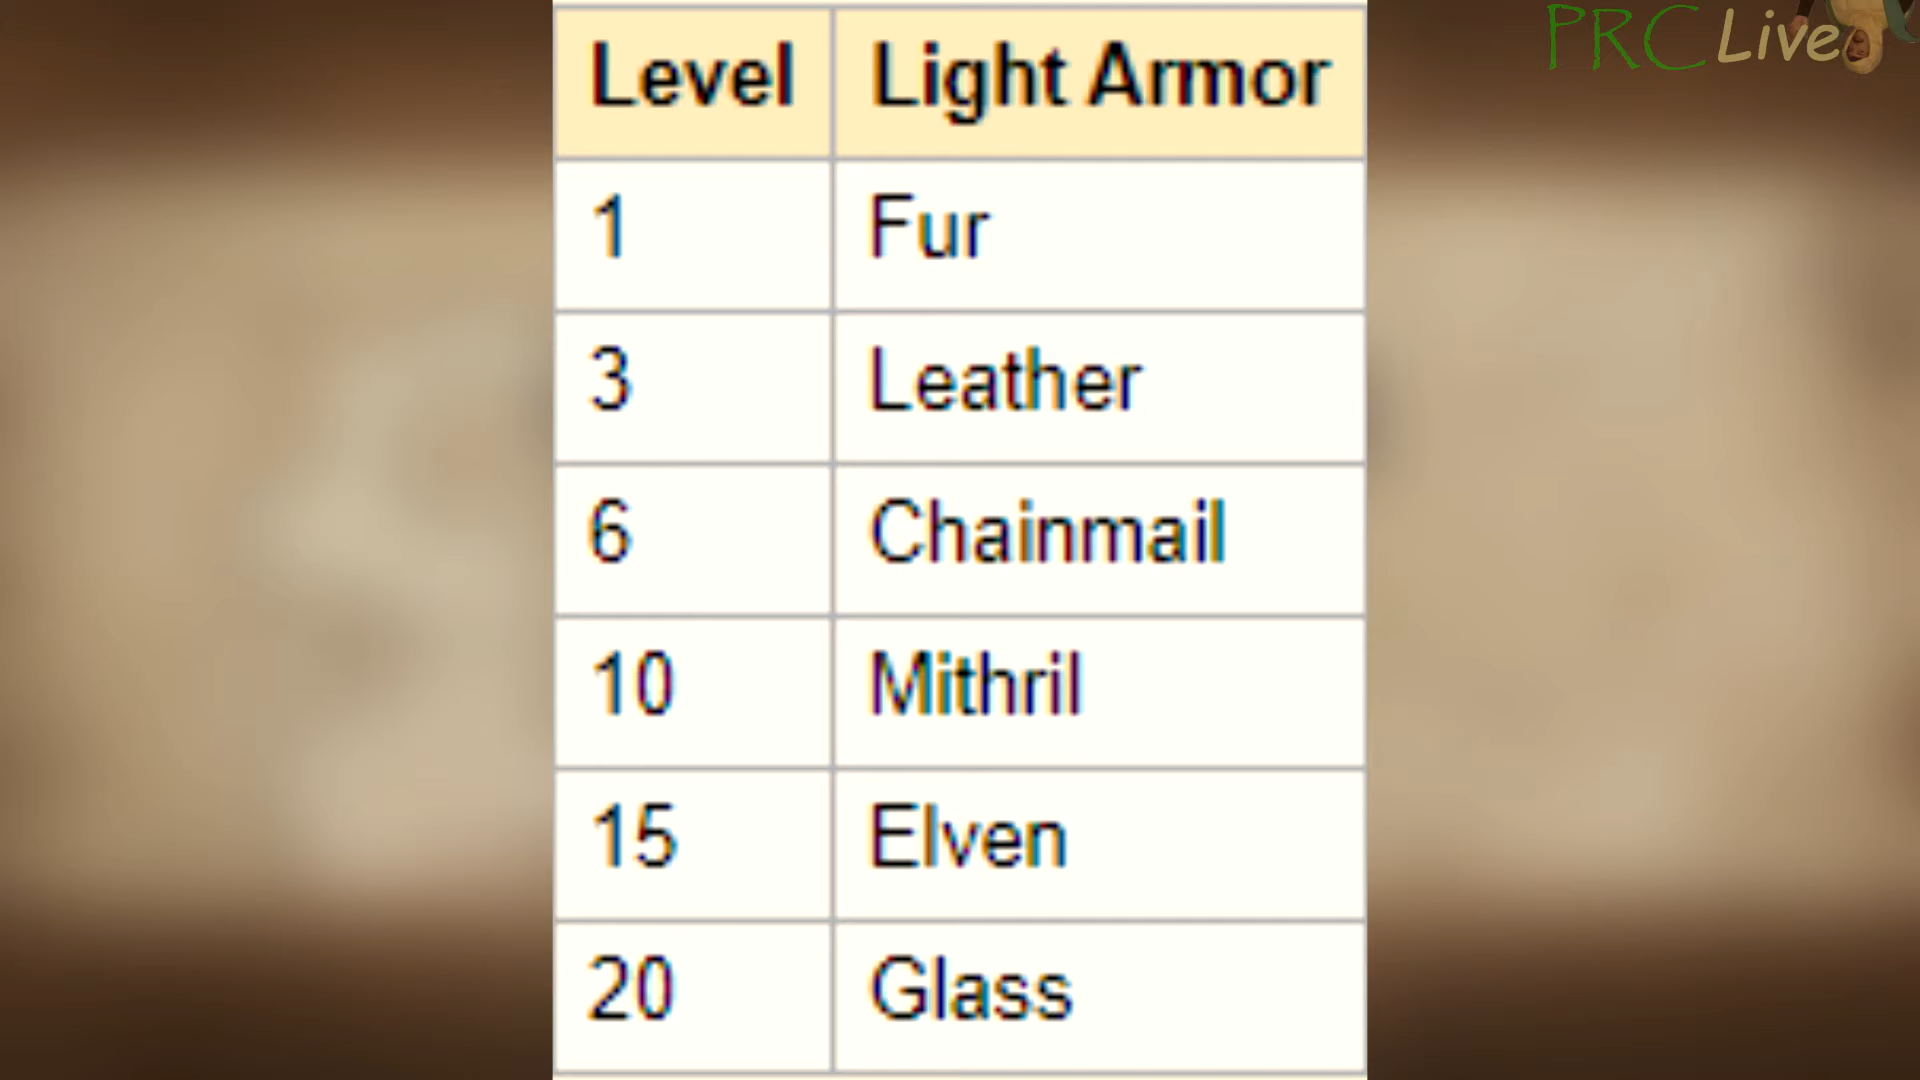 PRC Live
Level Light Armor
1 Fur
3 Leather
6 Chainmail
10 Mithril
15 Elven
20 Glass